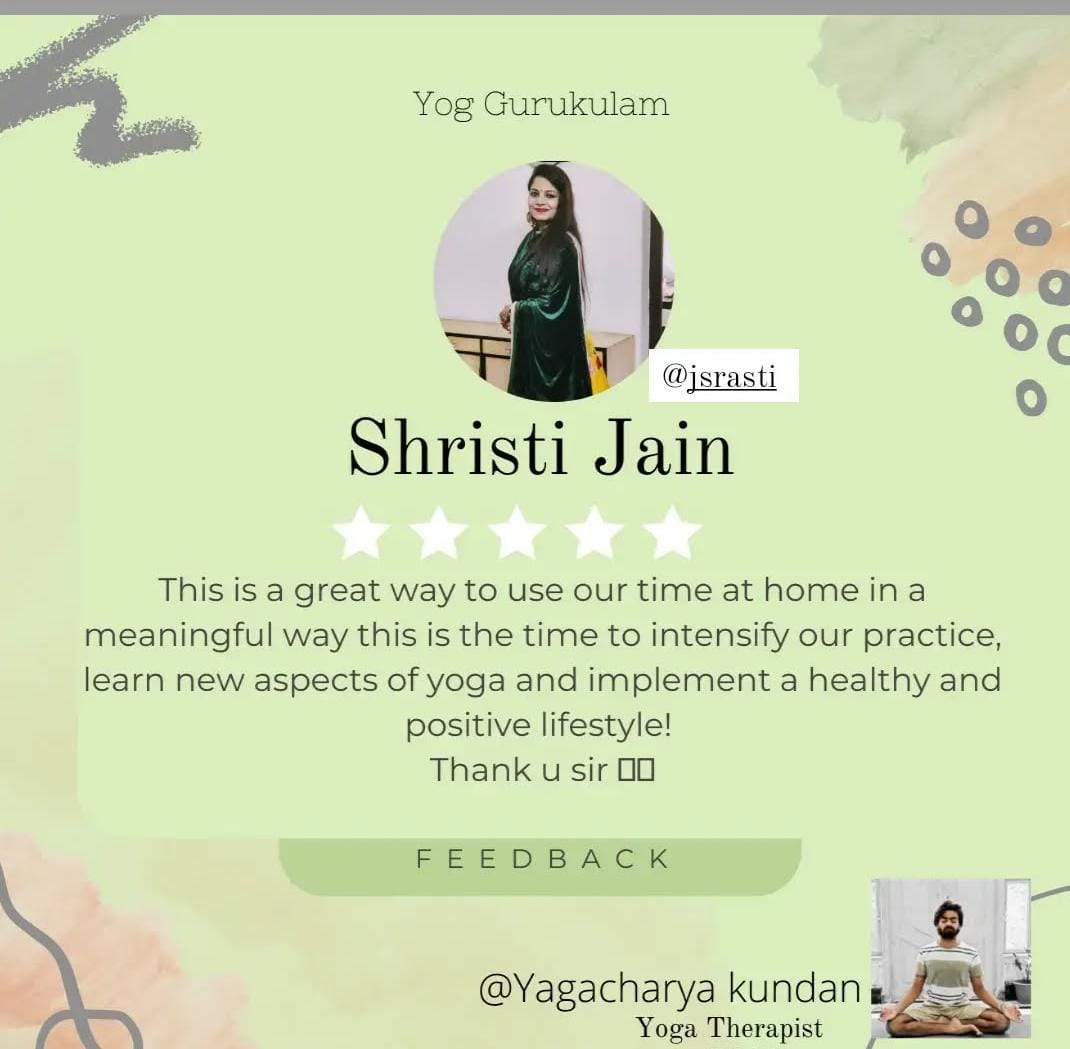 Yog Gurukulam
@jsrasti
Shristi Jain
This is a great way to use our time at home in a
meaningful way this is the time to intensify our practice,
learn new aspects of yoga and implement a healthy and
positive lifestyle!
Thank u sir
FEEDBACK
@Yagacharya kundan
Yoga Therapist